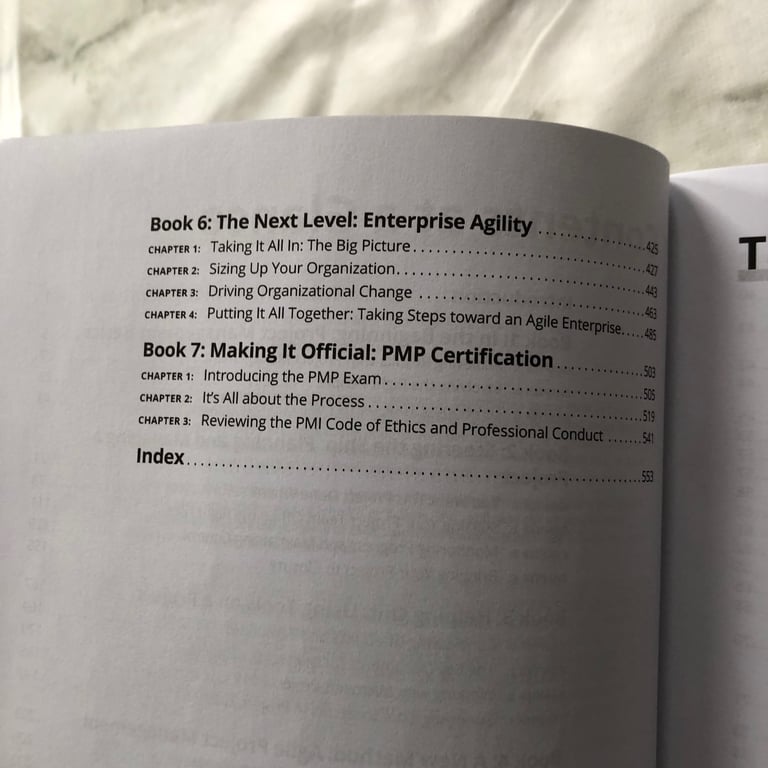 Book 6: The Next Level: Enterprise Agility ..................... 425
CHAPTER 1: Taking It All In: The Big Picture .......................... 427
CHAPTER 2: Sizing Up Your Organization ............................ 443
CHAPTER 3: Driving Organizational Change ......................... 463
CHAPTER 4: Putting It All Together: Taking Steps toward an Agile Enterprise..... 485
Book 7: Making It Official: PMP Certification ................ 503
CHAPTER 1: Introducing the PMP Exam .............................. 505
CHAPTER 2: It's All about the Process ................................ 519
CHAPTER 3: Reviewing the PMI Code of Ethics and Professional Conduct ....... 541
Index ............................................................. 553
T